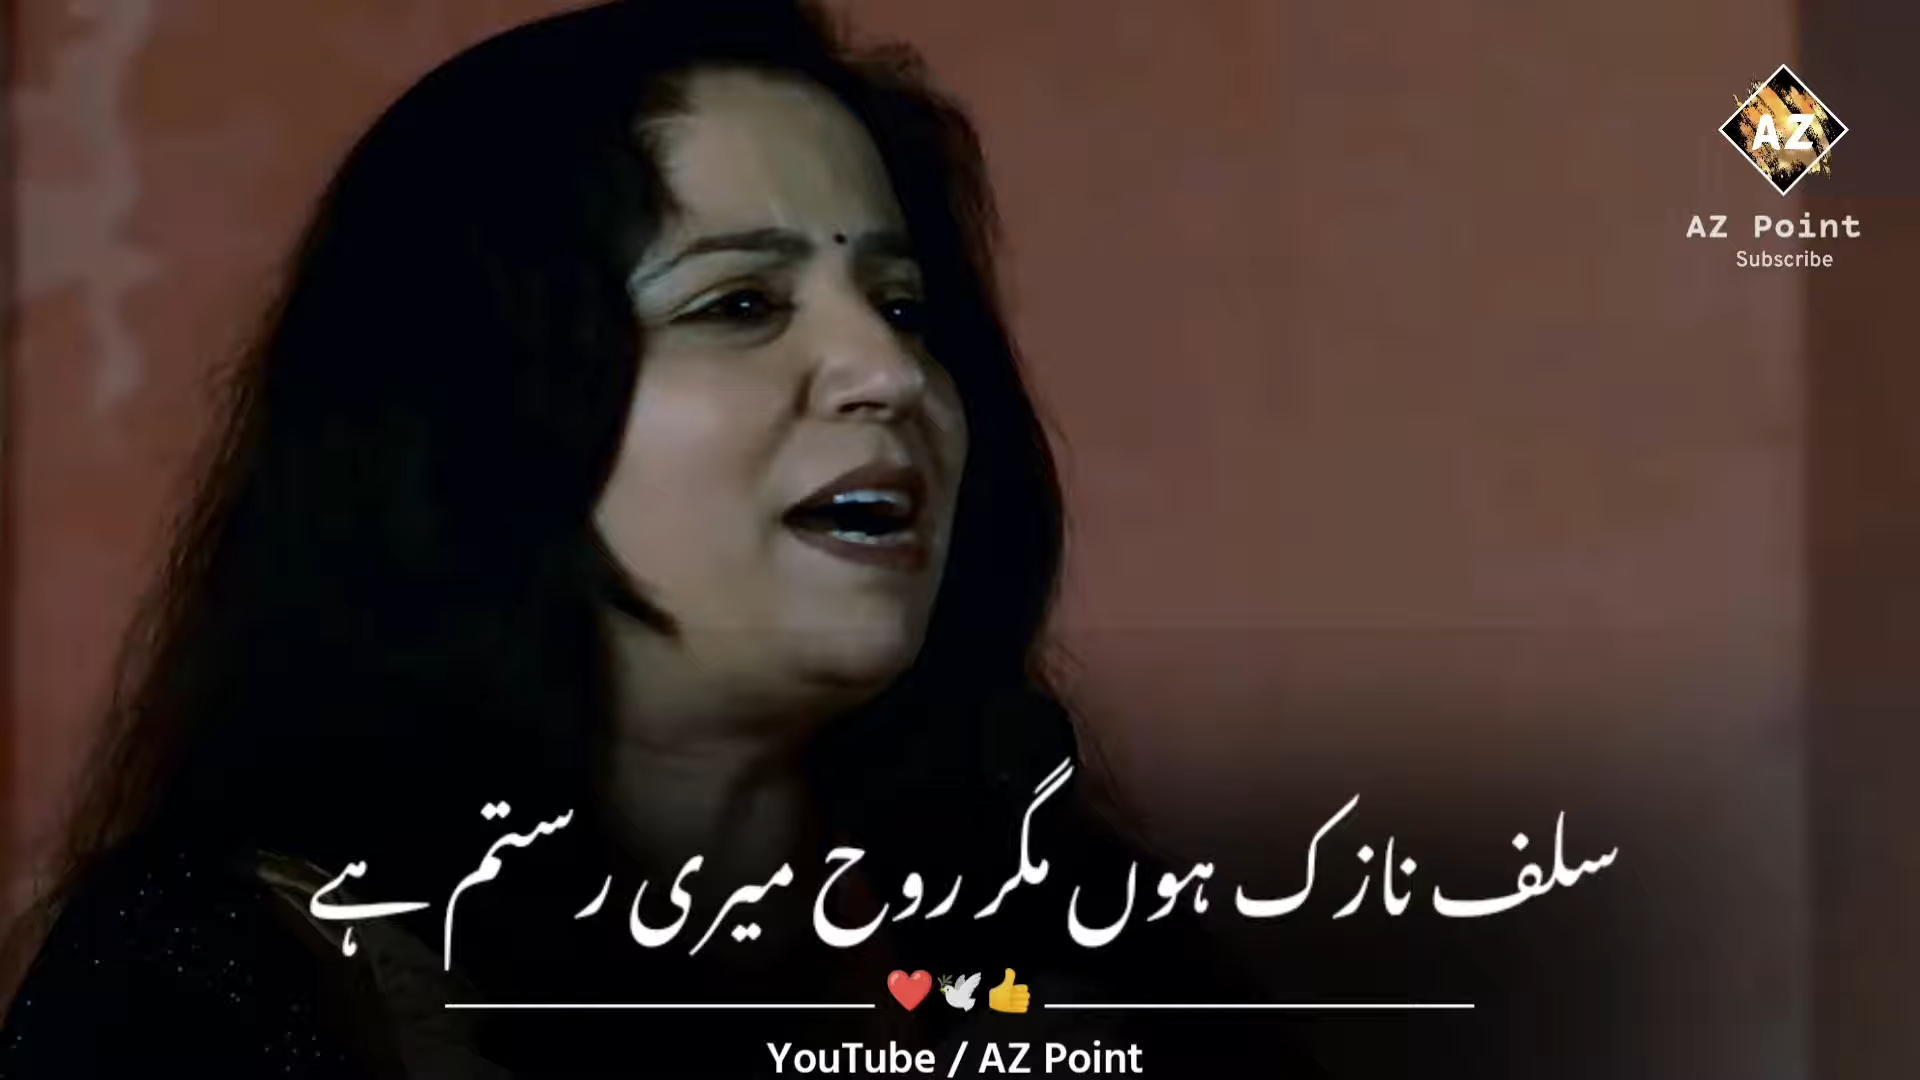 AZ
AZ Point
Subscribe
سلف نازک ہوں مگر روح میری رستم ہے
❤️🕊️👍
YouTube / AZ Point